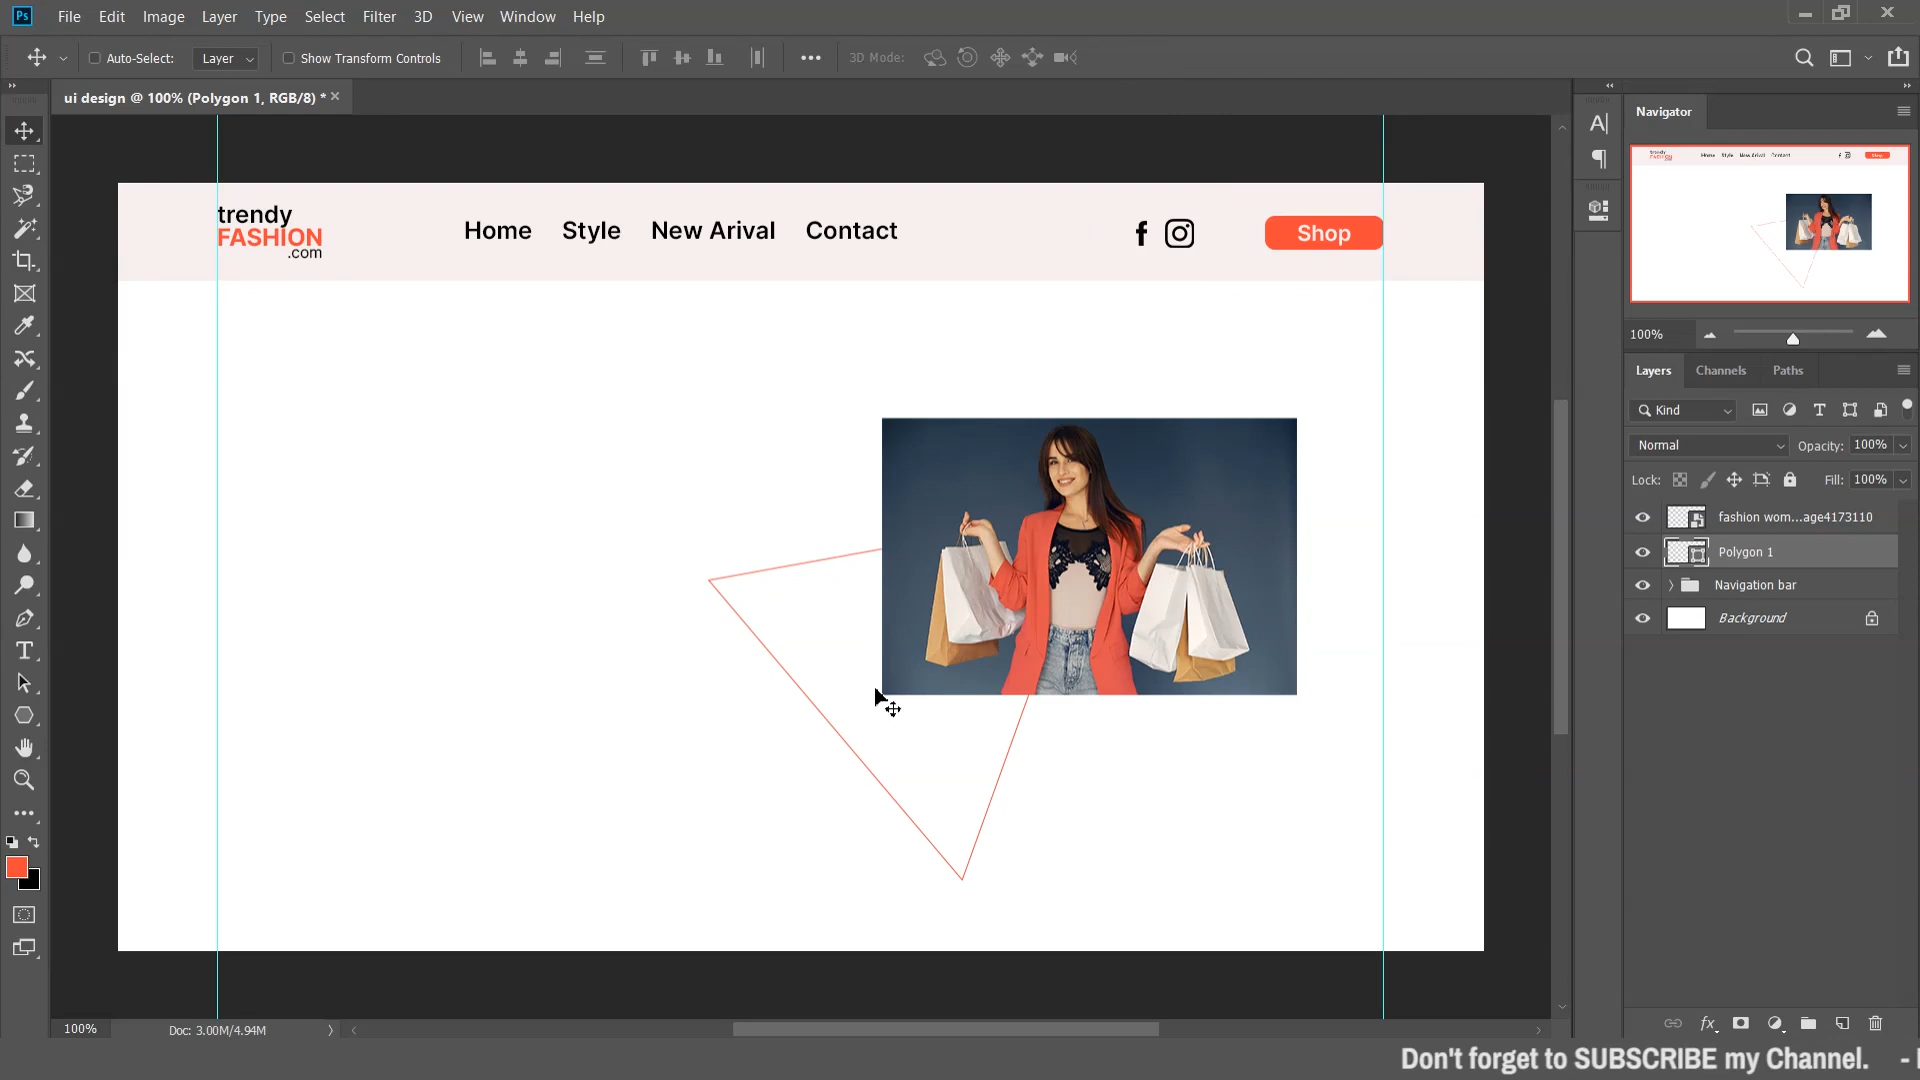 Ps File Edit Image Layer Type Select Filter 3D View Window Help
Auto-Select: Layer Show Transform Controls 3D Mode:
ui design @ 100% (Polygon 1, RGB/8) *
Navigator
trendy
FASHION
.com
Home Style New Arival Contact
Shop
100%
Layers Channels Paths
Kind
Normal Opacity: 100%
Lock: Fill: 100%
fashion wom...age4173110
Polygon 1
Navigation bar
Background
100% Doc: 3.00M/4.94M
fx
Don't forget to SUBSCRIBE my Channel. -